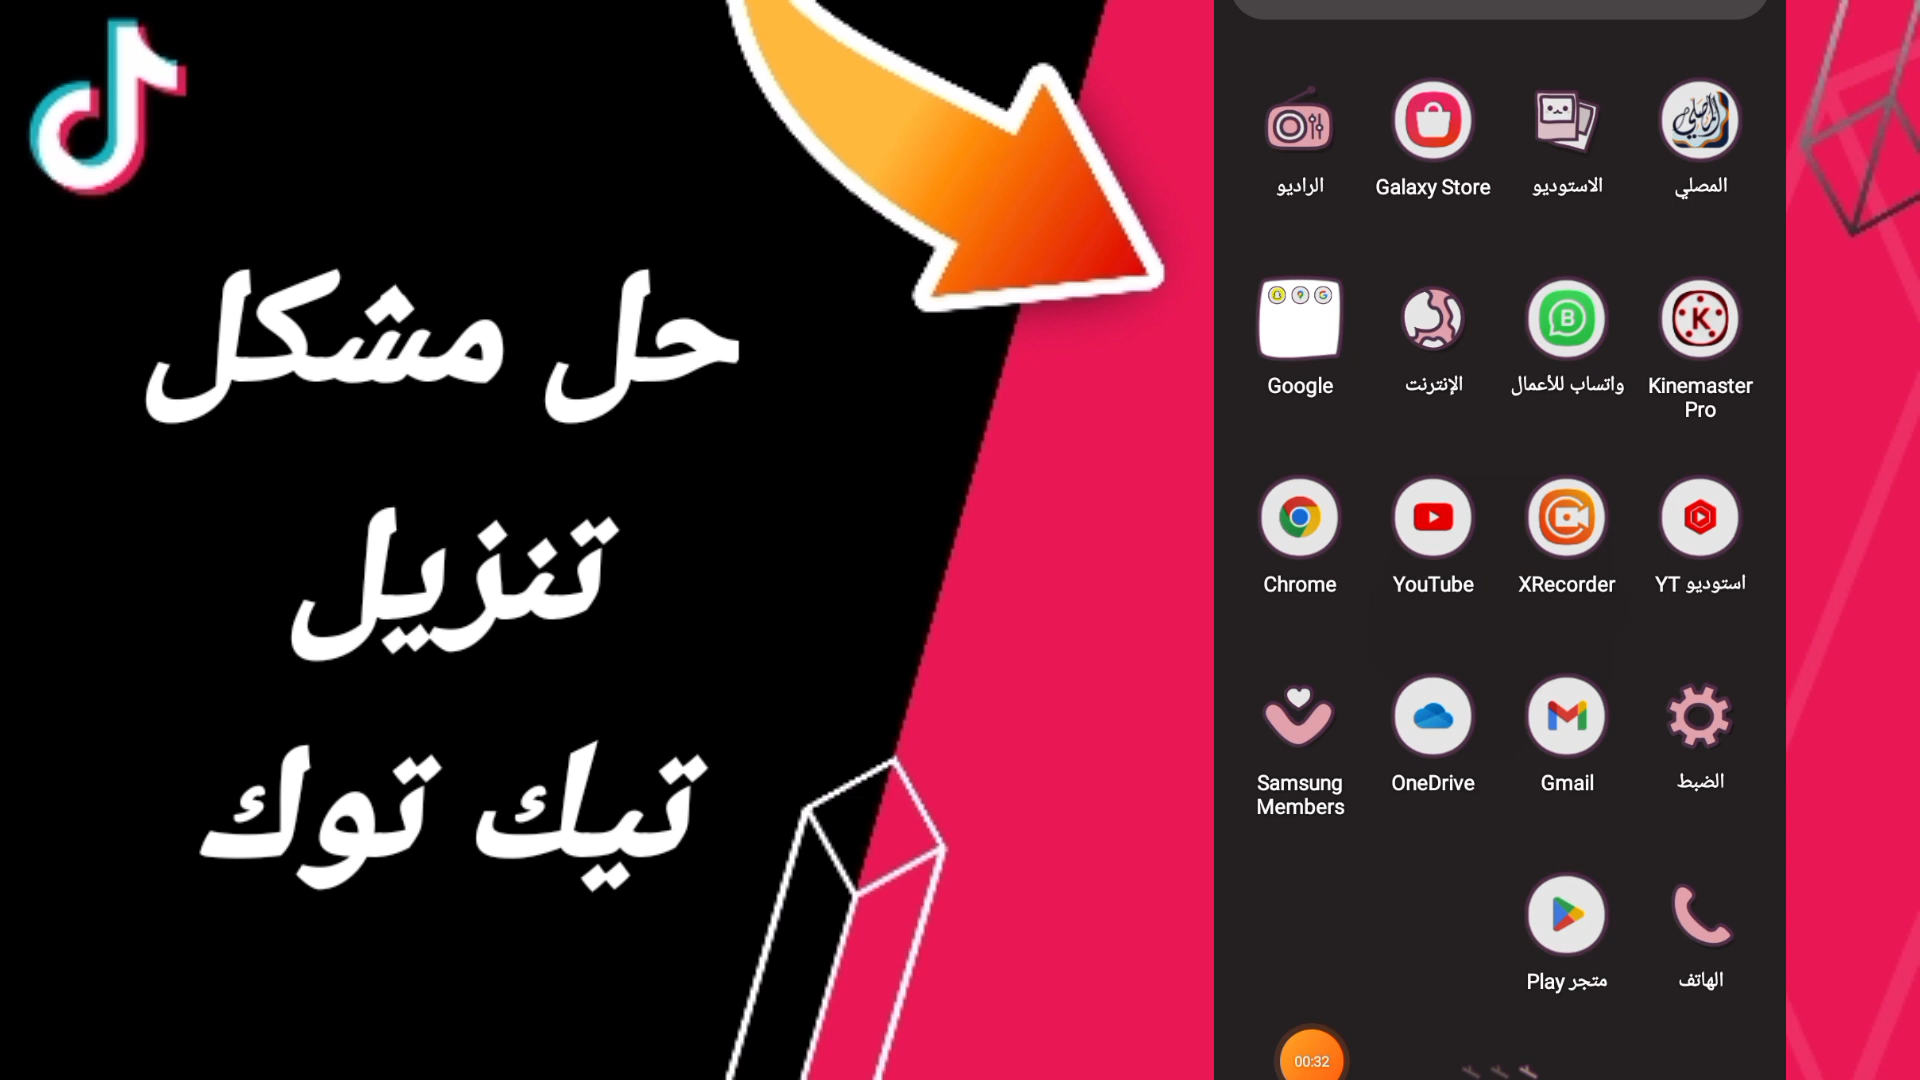 حل مشكل
تنزيل
تيك توك
الراديو
Galaxy Store
الاستوديو
المصلي
Google
الإنترنت
واتساب للأعمال
Kinemaster
Pro
Chrome
YouTube
XRecorder
استوديو YT
Samsung
Members
OneDrive
Gmail
الضبط
متجر Play
الهاتف
00:32